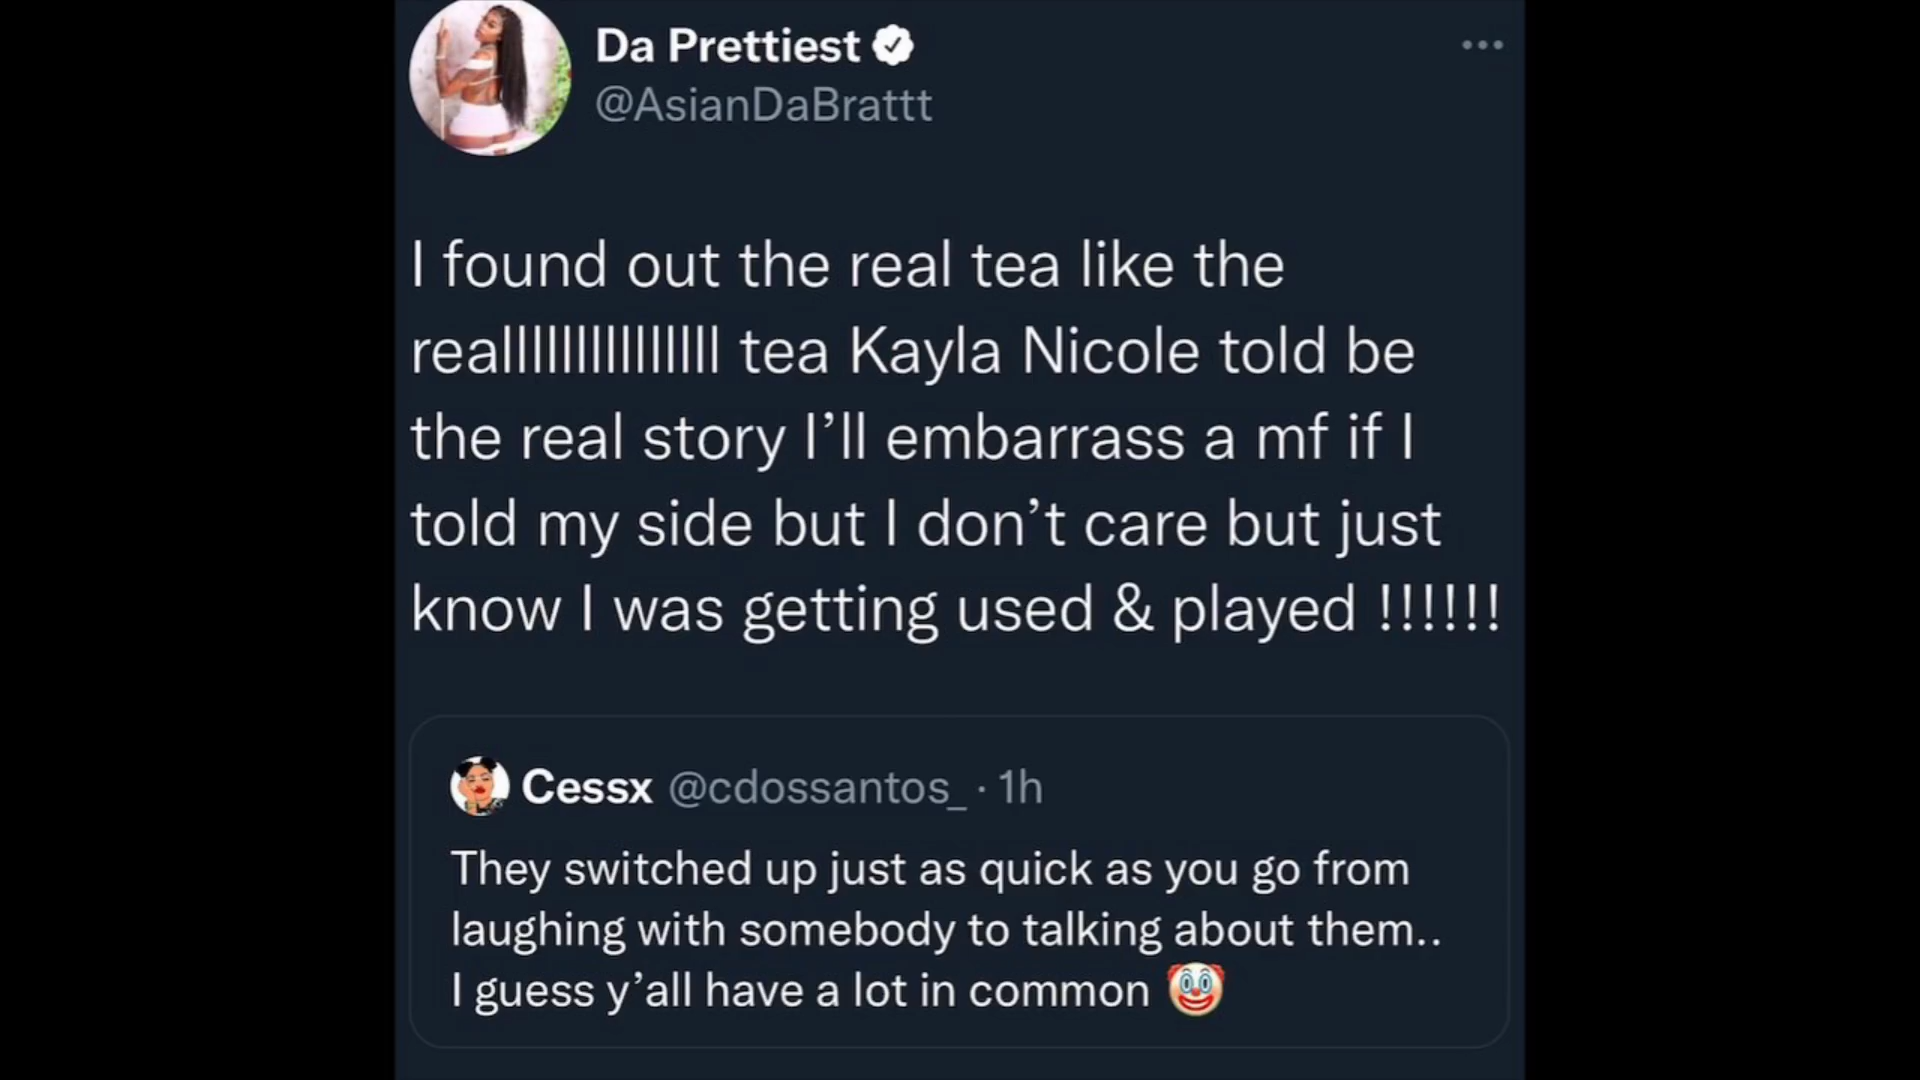 Da Prettiest
@AsianDaBrattt
I found out the real tea like the
realllllllllllllll tea Kayla Nicole told be
the real story I’ll embarrass a mf if I
told my side but I don’t care but just
know I was getting used & played !!!!!!
Cessx @cdossantos_ · 1h
They switched up just as quick as you go from
laughing with somebody to talking about them..
I guess y’all have a lot in common 🤡